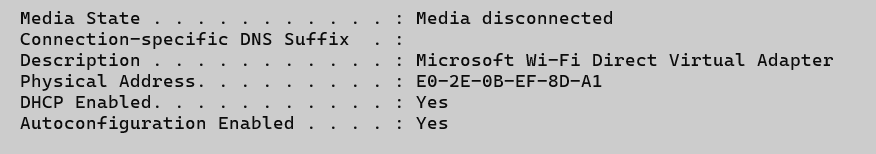 Media State . . . . . . . . . . . : Media disconnected
Connection-specific DNS Suffix  . :
Description . . . . . . . . . . . : Microsoft Wi-Fi Direct Virtual Adapter
Physical Address. . . . . . . . . : E0-2E-0B-EF-8D-A1
DHCP Enabled. . . . . . . . . . . : Yes
Autoconfiguration Enabled . . . . : Yes